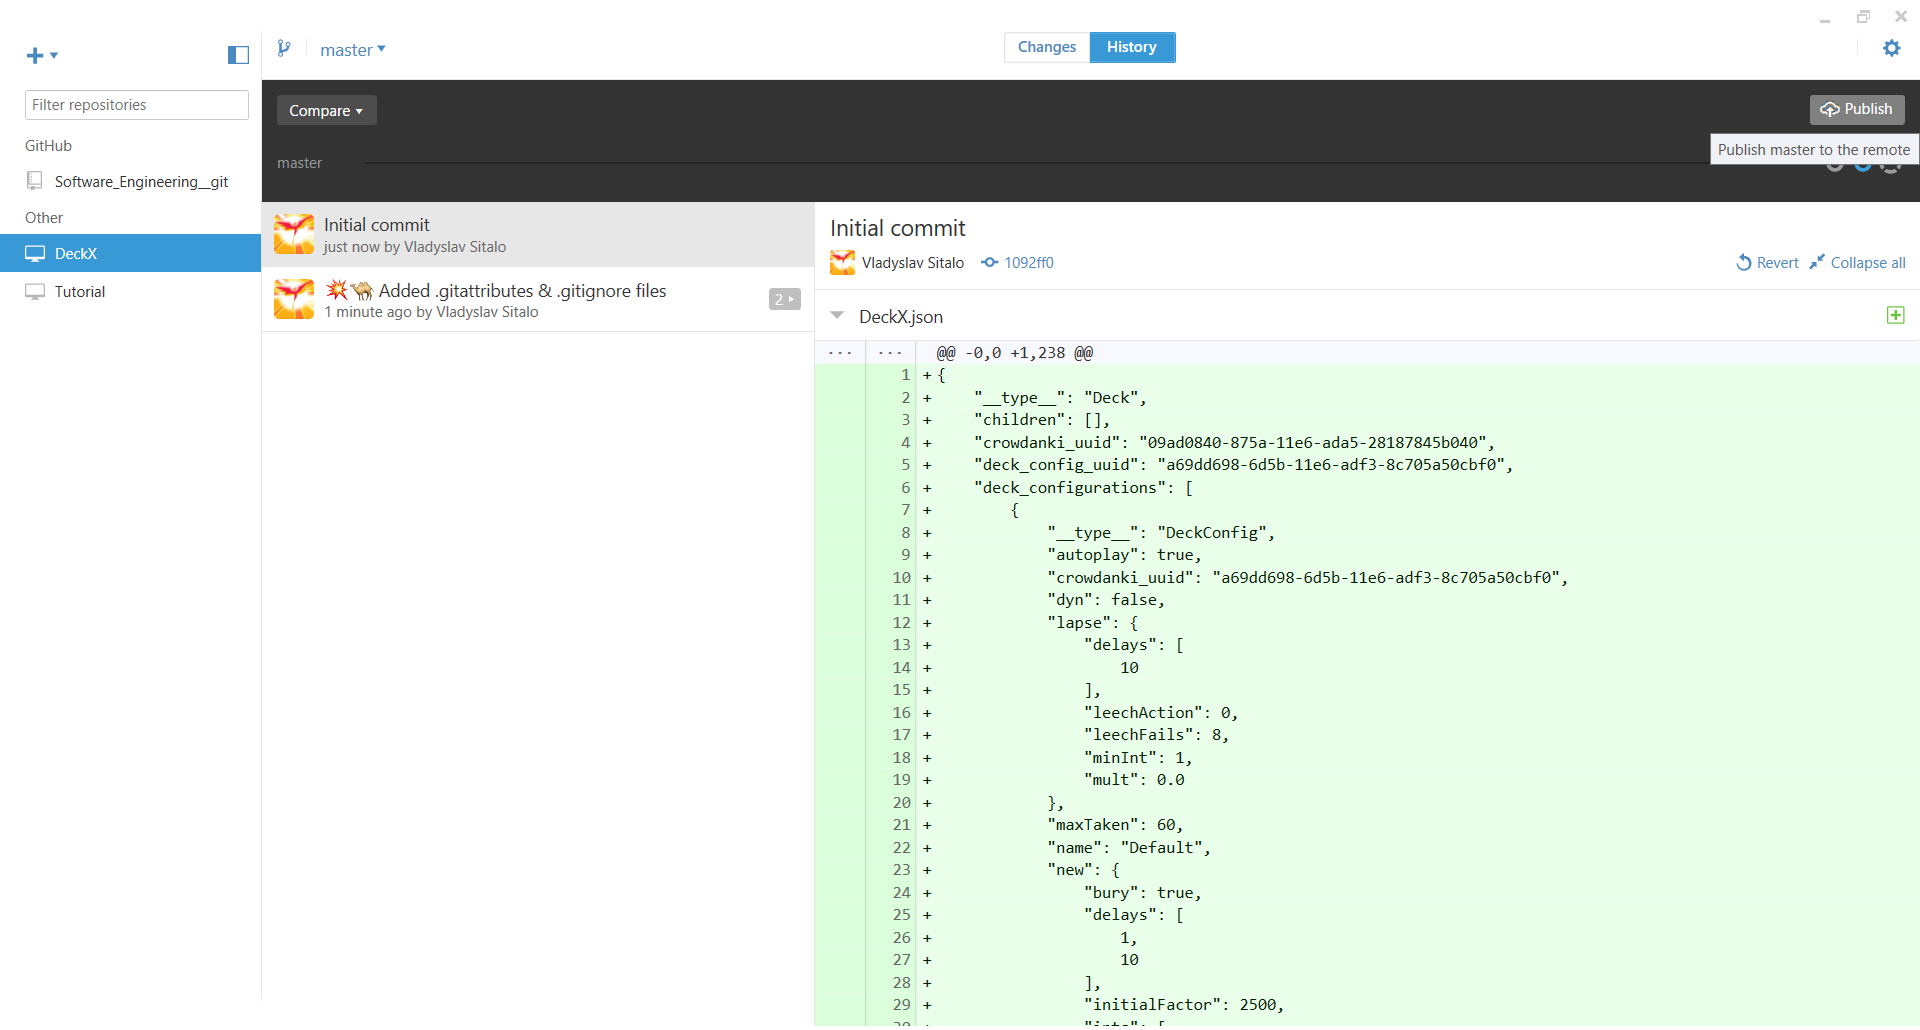 master
Changes
History
Filter repositories
GitHub
Software_Engineering__git
Other
DeckX
Tutorial
Compare
Publish
Publish master to the remote
master
Initial commit
just now by Vladyslav Sitalo
Added .gitattributes & .gitignore files
1 minute ago by Vladyslav Sitalo
2
Initial commit
Vladyslav Sitalo 1092ff0
Revert
Collapse all
DeckX.json
... ... @@ -0,0 +1,238 @@
1 +{
2 + "__type__": "Deck",
3 + "children": [],
4 + "crowdanki_uuid": "09ad0840-875a-11e6-ada5-28187845b040",
5 + "deck_config_uuid": "a69dd698-6d5b-11e6-adf3-8c705a50cbf0",
6 + "deck_configurations": [
7 + {
8 + "__type__": "DeckConfig",
9 + "autoplay": true,
10 + "crowdanki_uuid": "a69dd698-6d5b-11e6-adf3-8c705a50cbf0",
11 + "dyn": false,
12 + "lapse": {
13 + "delays": [
14 + 10
15 + ],
16 + "leechAction": 0,
17 + "leechFails": 8,
18 + "minInt": 1,
19 + "mult": 0.0
20 + },
21 + "maxTaken": 60,
22 + "name": "Default",
23 + "new": {
24 + "bury": true,
25 + "delays": [
26 + 1,
27 + 10
28 + ],
29 + "initialFactor": 2500,
30 + "ints": [